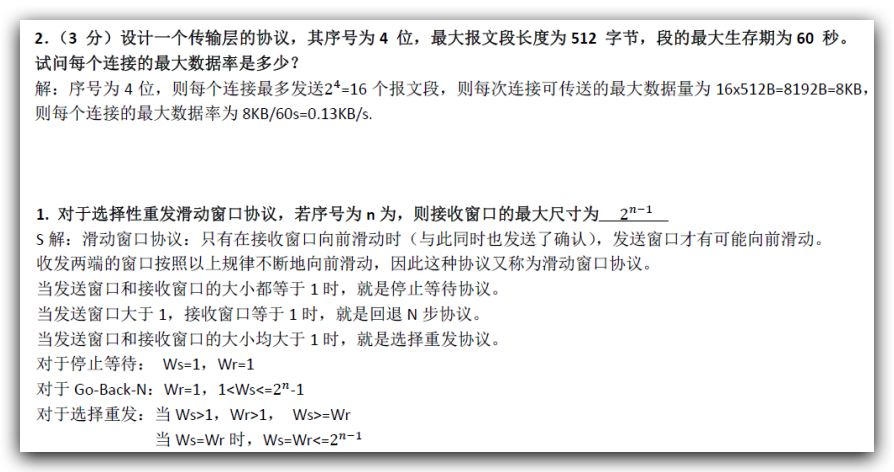 2.（3 分）设计一个传输层的协议，其序号为 4 位，最大报文段长度为 512 字节，段的最大生存期为 60 秒。
试问每个连接的最大数据率是多少？
解：序号为 4 位，则每个连接最多发送2⁴=16 个报文段，则每次连接可传送的最大数据量为 16x512B=8192B=8KB，
则每个连接的最大数据率为 8KB/60s=0.13KB/s.
1. 对于选择性重发滑动窗口协议，若序号为 n 为，则接收窗口的最大尺寸为__2ⁿ⁻¹__
S 解：滑动窗口协议：只有在接收窗口向前滑动时（与此同时也发送了确认），发送窗口才有可能向前滑动。
收发两端的窗口按照以上规律不断地向前滑动，因此这种协议又称为滑动窗口协议。
当发送窗口和接收窗口的大小都等于 1 时，就是停止等待协议。
当发送窗口大于 1，接收窗口等于 1 时，就是回退 N 步协议。
当发送窗口和接收窗口的大小均大于 1 时，就是选择重发协议。
对于停止等待： Ws=1，Wr=1
对于 Go-Back-N：Wr=1，1<Ws<=2ⁿ-1
对于选择重发：当 Ws>1，Wr>1， Ws>=Wr
当 Ws=Wr 时，Ws=Wr<=2ⁿ⁻¹